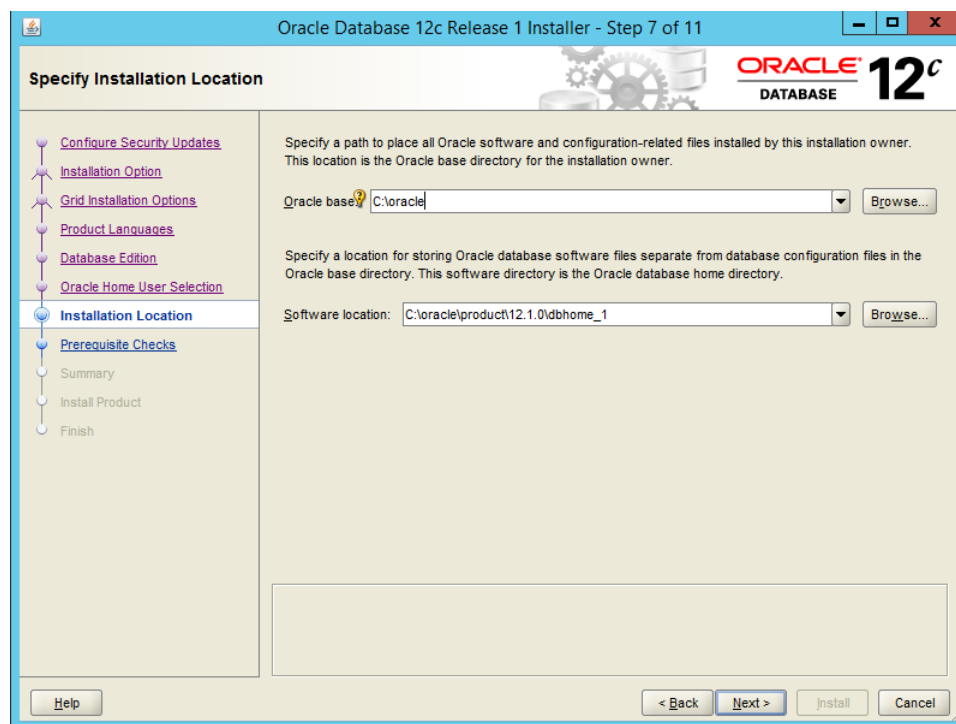 Oracle Database 12c Release 1 Installer - Step 7 of 11
Specify Installation Location
ORACLE DATABASE 12c
Configure Security Updates
Installation Option
Grid Installation Options
Product Languages
Database Edition
Oracle Home User Selection
Installation Location
Prerequisite Checks
Summary
Install Product
Finish
Specify a path to place all Oracle software and configuration-related files installed by this installation owner.
This location is the Oracle base directory for the installation owner.
Oracle base: C:\oracle Browse...
Specify a location for storing Oracle database software files separate from database configuration files in the
Oracle base directory. This software directory is the Oracle database home directory.
Software location: C:\oracle\product\12.1.0\dbhome_1 Browse...
Help < Back Next > Install Cancel